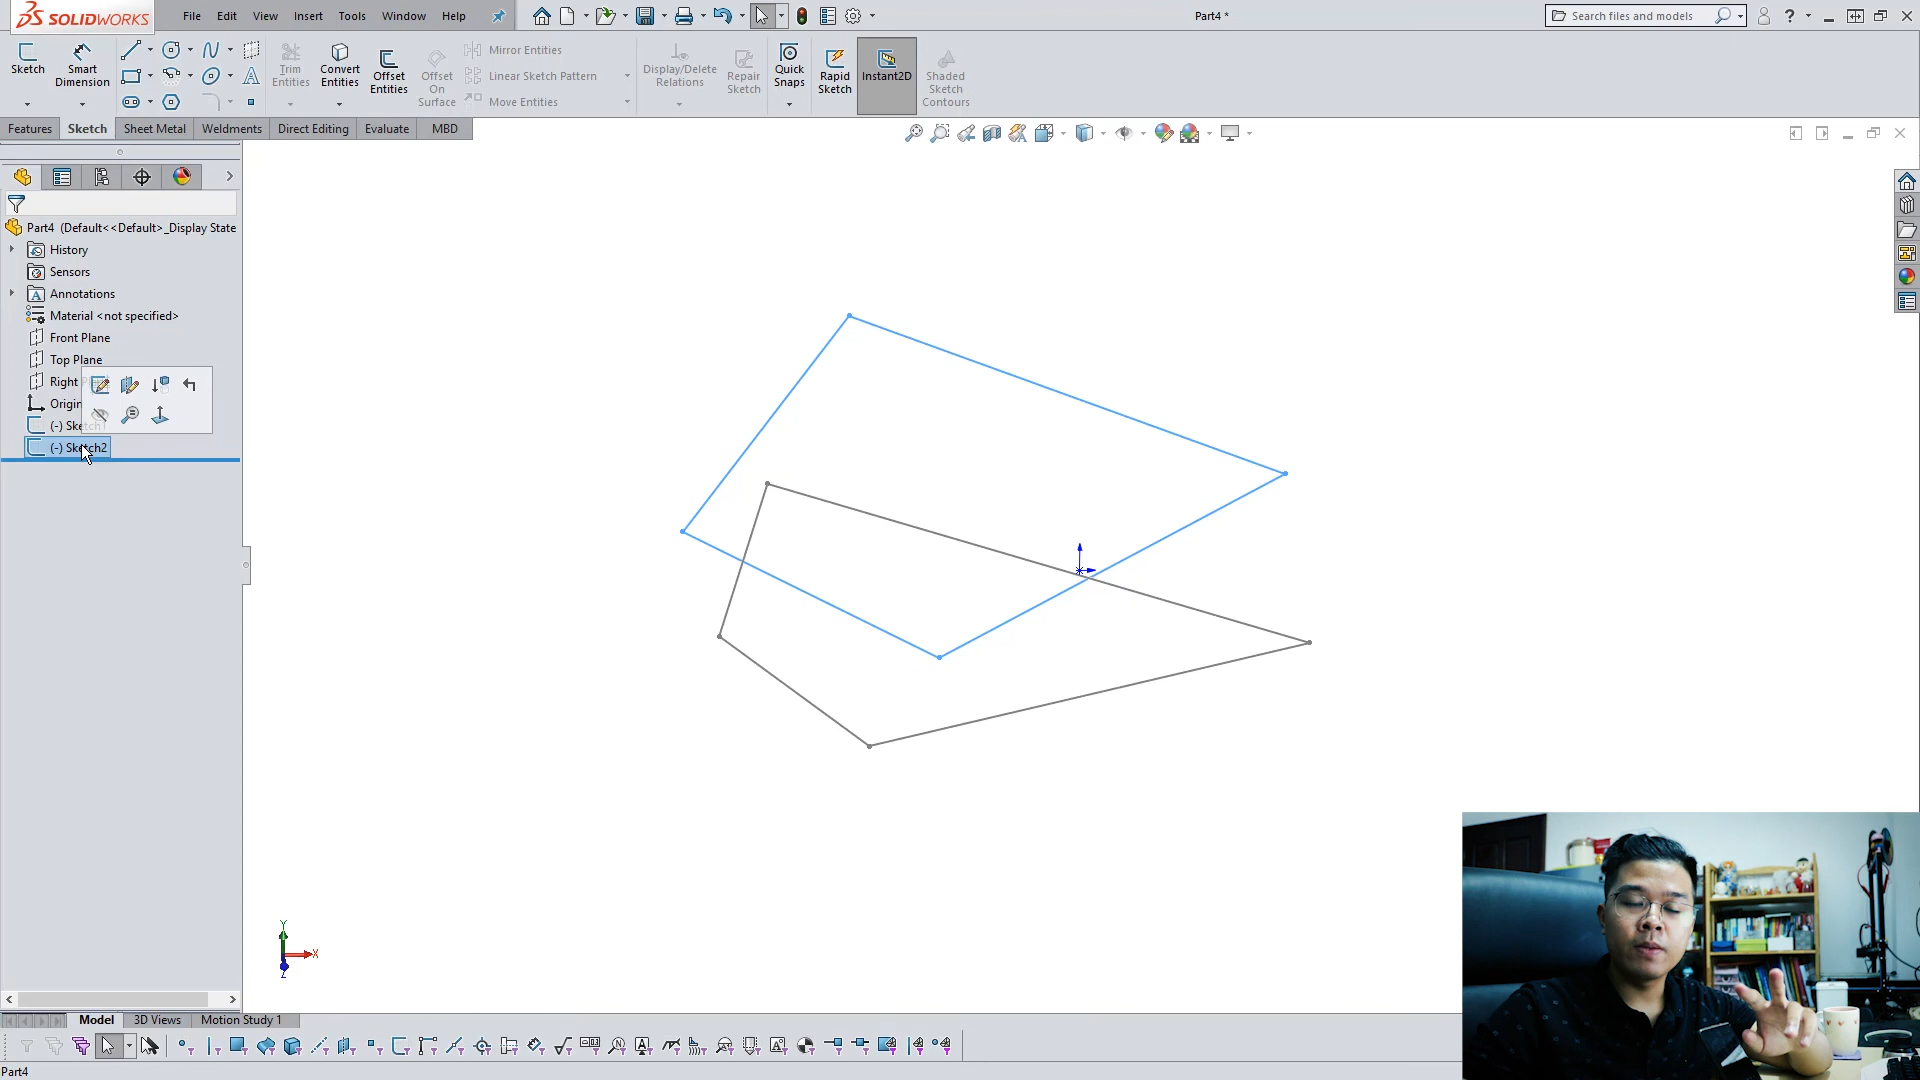 SOLIDWORKS
File Edit View Insert Tools Window Help
Part4 *
Search files and models
?
Sketch
Smart Dimension
Trim Entities
Convert Entities
Offset Entities
Offset On Surface
Mirror Entities
Linear Sketch Pattern
Move Entities
Display/Delete Relations
Repair Sketch
Quick Snaps
Rapid Sketch
Instant2D
Shaded Sketch Contours
Features Sketch Sheet Metal Weldments Direct Editing Evaluate MBD
Part4 (Default<<Default>_Display State
History
Sensors
Annotations
Material <not specified>
Front Plane
Top Plane
Right
Origin
(-) Sketch1
(-) Sketch2
Y
X
Z
Model 3D Views Motion Study 1
Part4